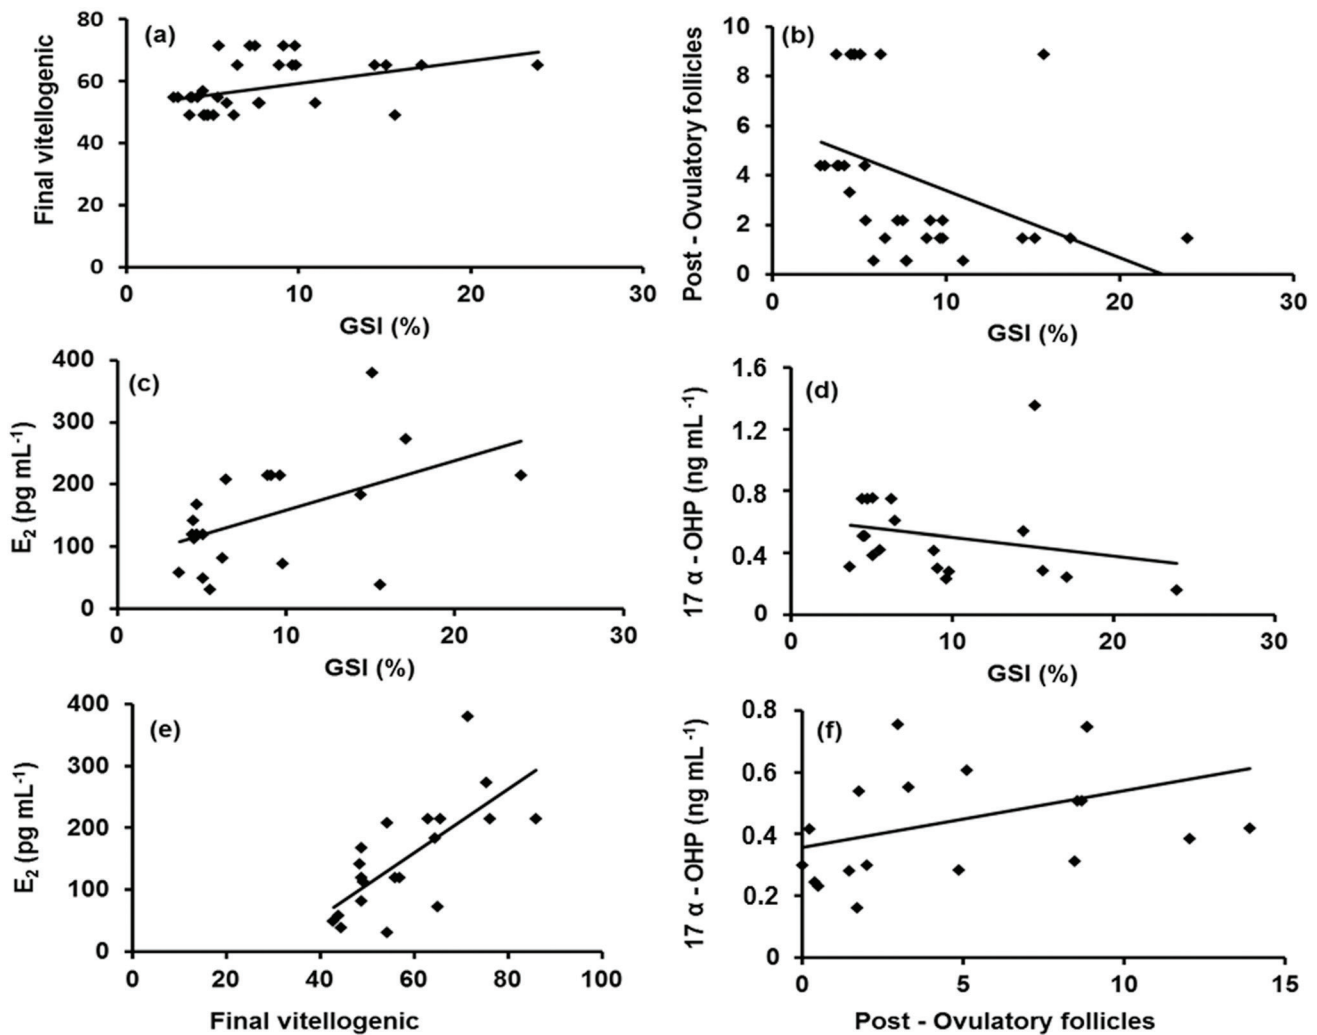 (a)
Final vitellogenic
80
60
40
20
0
0 10 20 30
GSI (%)
(b)
Post - Ovulatory follicles
10
8
6
4
2
0
0 10 20 30
GSI (%)
(c)
E2 (pg mL-1)
400
300
200
100
0
0 10 20 30
GSI (%)
(d)
17 α - OHP (ng mL -1)
1.6
1.2
0.8
0.4
0
0 10 20 30
GSI (%)
(e)
E2 (pg mL-1)
400
300
200
100
0
0 20 40 60 80 100
Final vitellogenic
(f)
17 α - OHP (ng mL -1)
0.8
0.6
0.4
0.2
0
0 5 10 15
Post - Ovulatory follicles